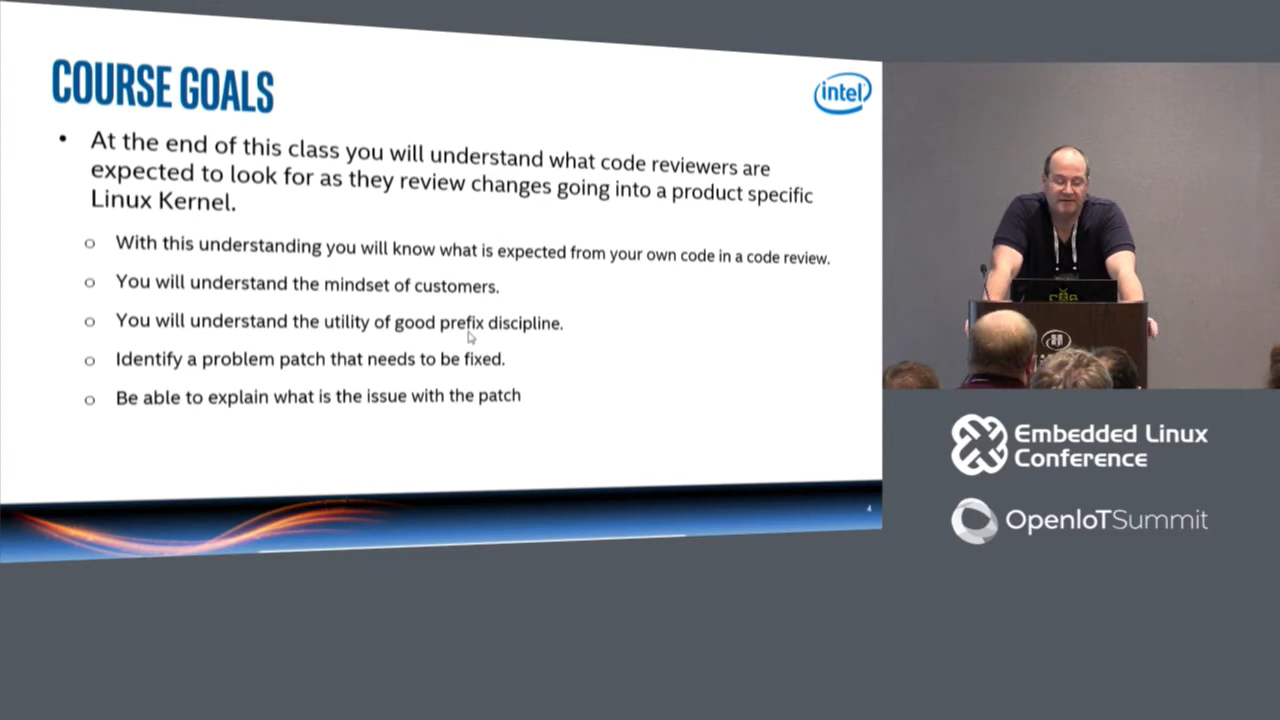 COURSE GOALS
intel
• At the end of this class you will understand what code reviewers are
expected to look for as they review changes going into a product specific
Linux Kernel.
o With this understanding you will know what is expected from your own code in a code review.
o You will understand the mindset of customers.
o You will understand the utility of good prefix discipline.
o Identify a problem patch that needs to be fixed.
o Be able to explain what is the issue with the patch
4
Embedded Linux
Conference
OpenIoTSummit